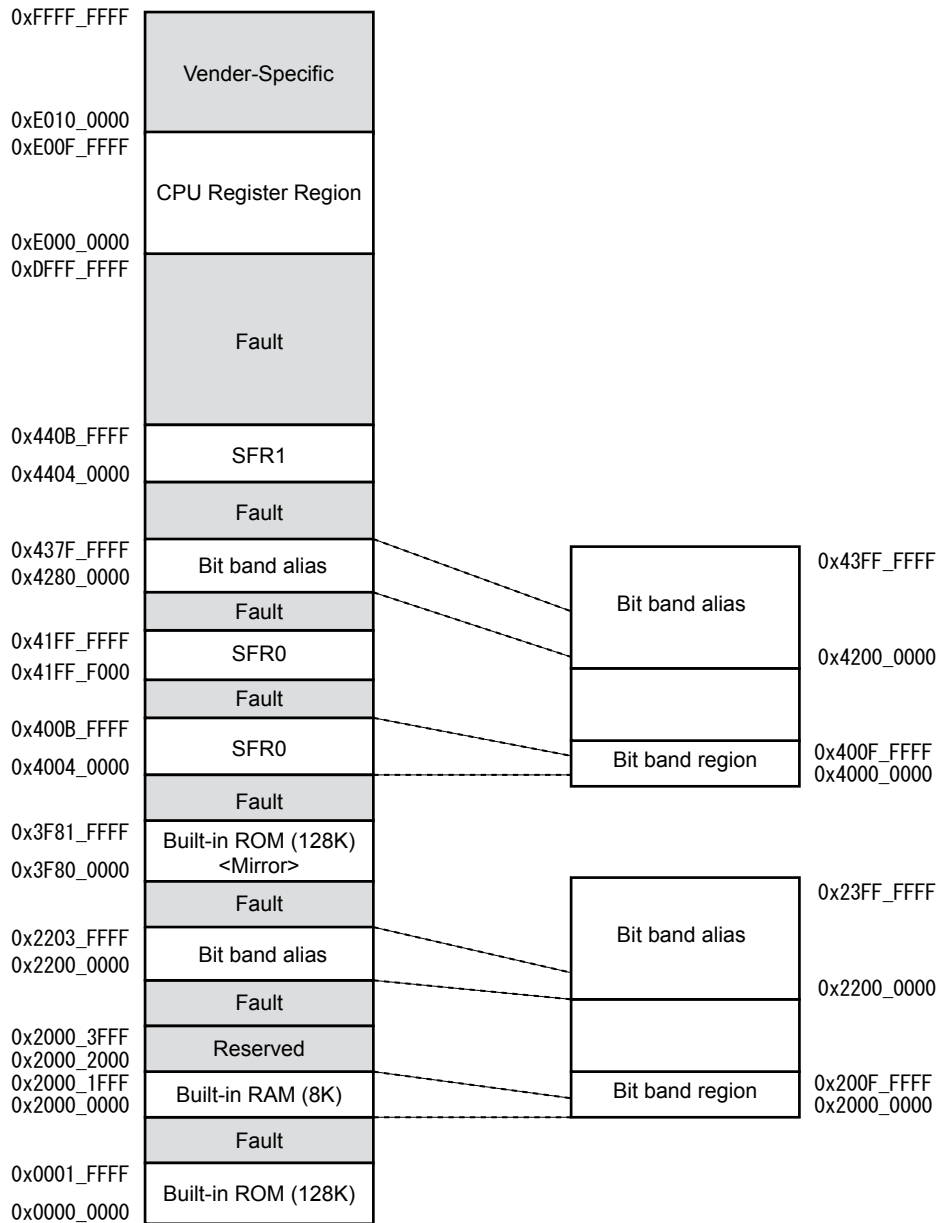 0xFFFF_FFFF
Vender-Specific
0xE010_0000
0xE00F_FFFF
CPU Register Region
0xE000_0000
0xDFFF_FFFF
Fault
0x440B_FFFF
SFR1
0x4404_0000
Fault
0x437F_FFFF
Bit band alias
0x4280_0000
Fault
0x41FF_FFFF
SFR0
0x41FF_F000
Fault
0x400B_FFFF
SFR0
0x4004_0000
Fault
0x3F81_FFFF
Built-in ROM (128K)
<Mirror>
0x3F80_0000
Fault
0x2203_FFFF
Bit band alias
0x2200_0000
Fault
0x2000_3FFF
Reserved
0x2000_2000
0x2000_1FFF
Built-in RAM (8K)
0x2000_0000
Fault
0x0001_FFFF
Built-in ROM (128K)
0x0000_0000
0x43FF_FFFF
Bit band alias
0x4200_0000
Bit band region
0x400F_FFFF
0x4000_0000
0x23FF_FFFF
Bit band alias
0x2200_0000
Bit band region
0x200F_FFFF
0x2000_0000